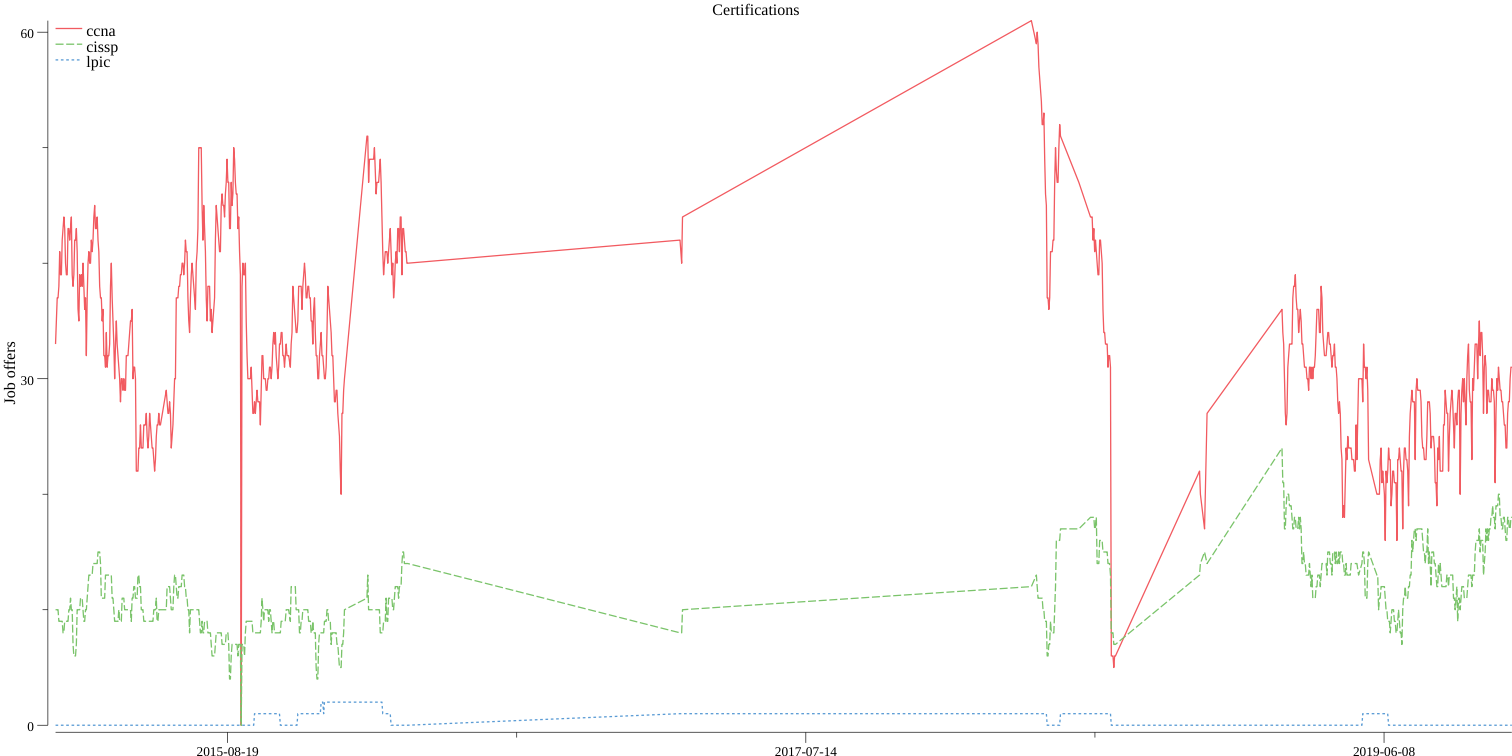 Certifications
60
ccna
cissp
lpic
Job offers
30
0
2015-08-19
2017-07-14
2019-06-08